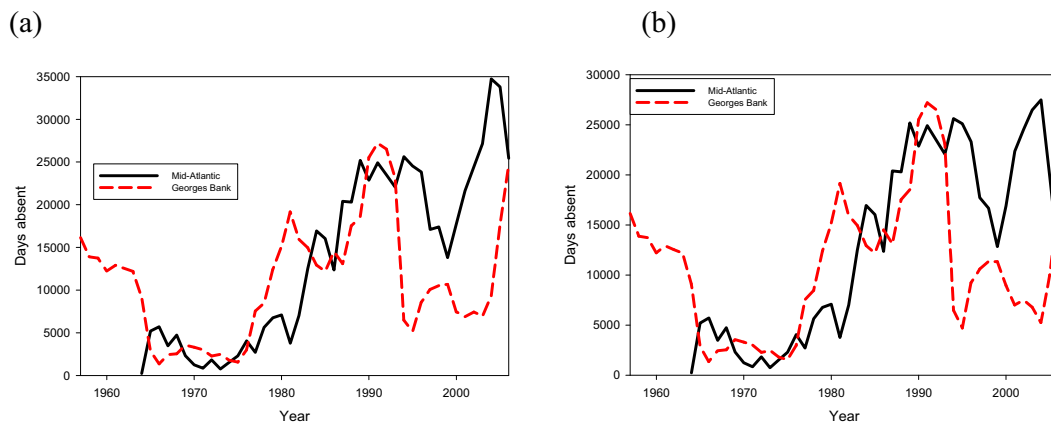 (a)
35000
30000
25000
20000
15000
10000
5000
0
Days absent
Mid-Atlantic
Georges Bank
1960 1970 1980 1990 2000
Year
(b)
30000
25000
20000
15000
10000
5000
0
Days absent
Mid-Atlantic
Georges Bank
1960 1970 1980 1990 2000
Year